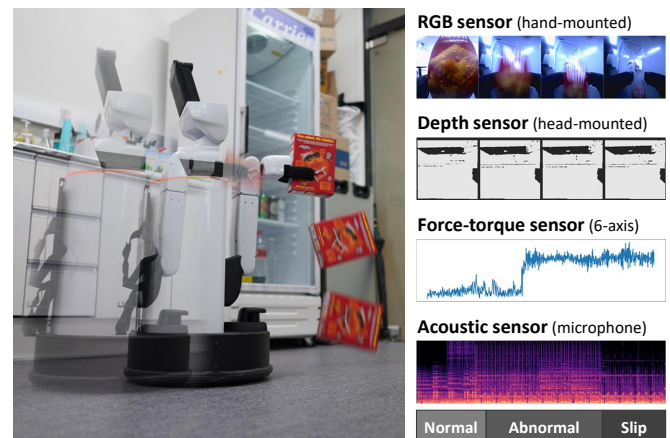 Carrier
RGB sensor (hand-mounted)
Depth sensor (head-mounted)
Force-torque sensor (6-axis)
Acoustic sensor (microphone)
Normal
Abnormal
Slip